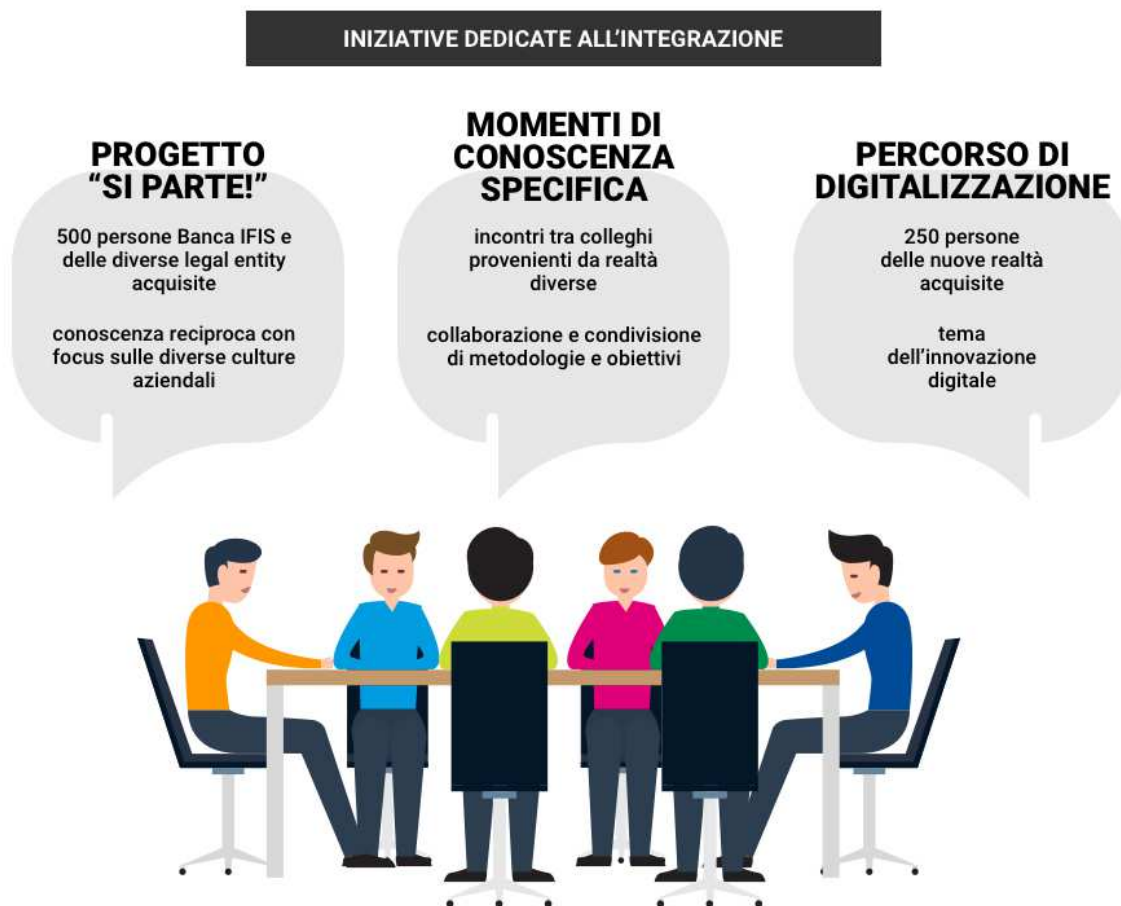 INIZIATIVE DEDICATE ALL'INTEGRAZIONE
PROGETTO
“SI PARTE!”
500 persone Banca IFIS e
delle diverse legal entity
acquisite
conoscenza reciproca con
focus sulle diverse culture
aziendali
MOMENTI DI
CONOSCENZA
SPECIFICA
incontri tra colleghi
provenienti da realtà
diverse
collaborazione e condivisione
di metodologie e obiettivi
PERCORSO DI
DIGITALIZZAZIONE
250 persone
delle nuove realtà
acquisite
tema
dell'innovazione
digitale